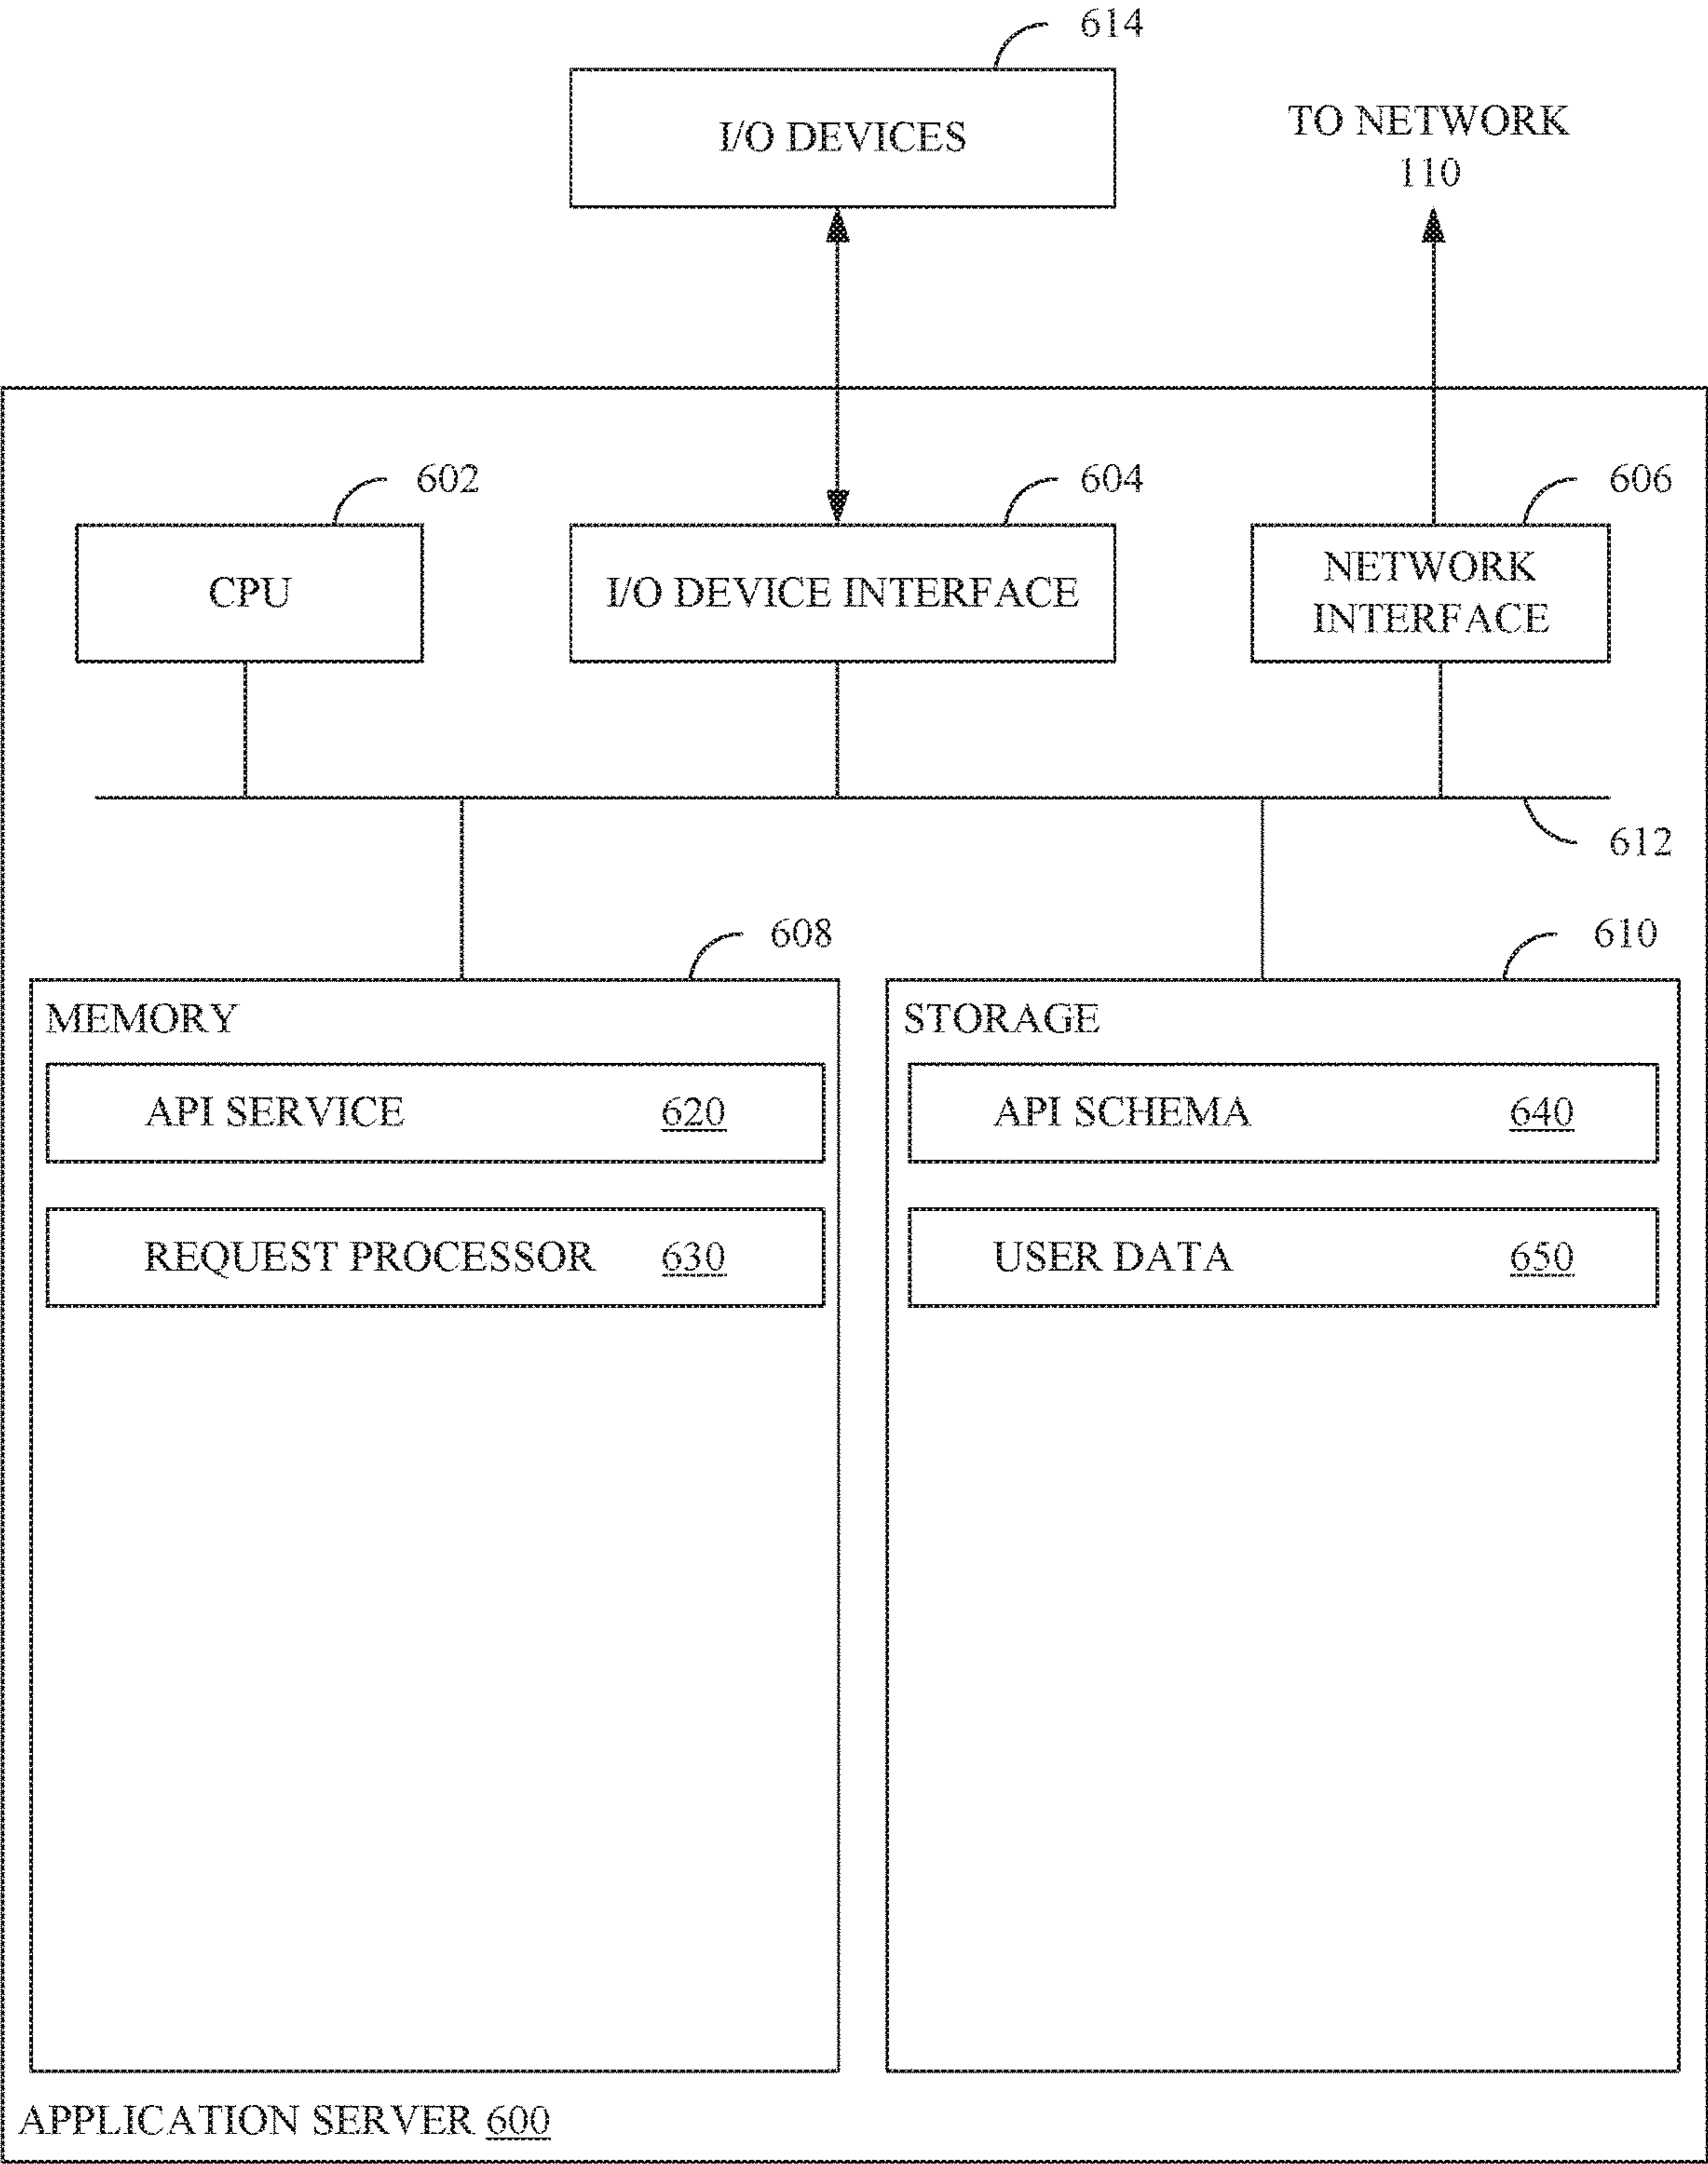 614
I/O DEVICES
TO NETWORK
110
602
604
606
CPU
I/O DEVICE INTERFACE
NETWORK
INTERFACE
612
608
610
MEMORY
STORAGE
API SERVICE 620
API SCHEMA 640
REQUEST PROCESSOR 630
USER DATA 650
APPLICATION SERVER 600